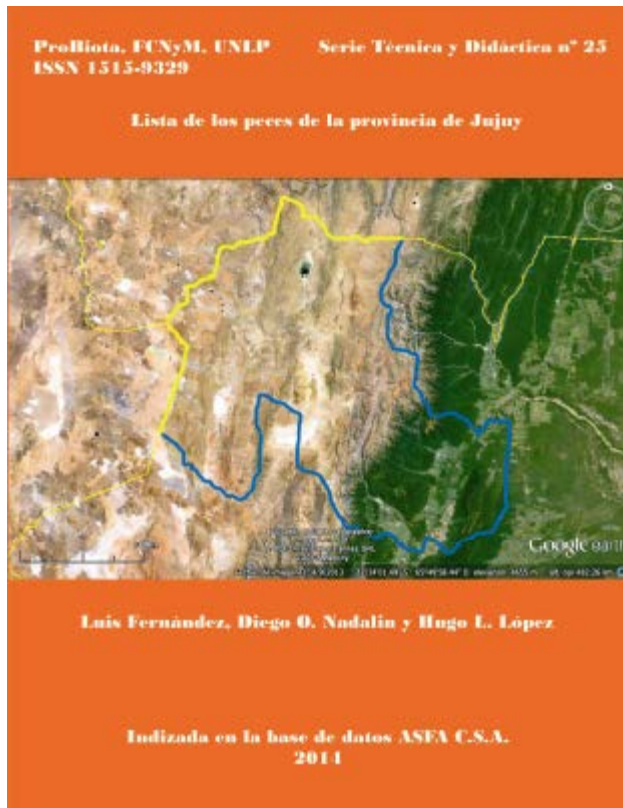 ProBiota, FCNyM, UNLP Serie Técnica y Didáctica nº 25
ISSN 1515-9329
Lista de los peces de la provincia de Jujuy
Google earth
Luis Fernández, Diego O. Nadalin y Hugo L. López
Indizada en la base de datos ASFA C.S.A.
2014